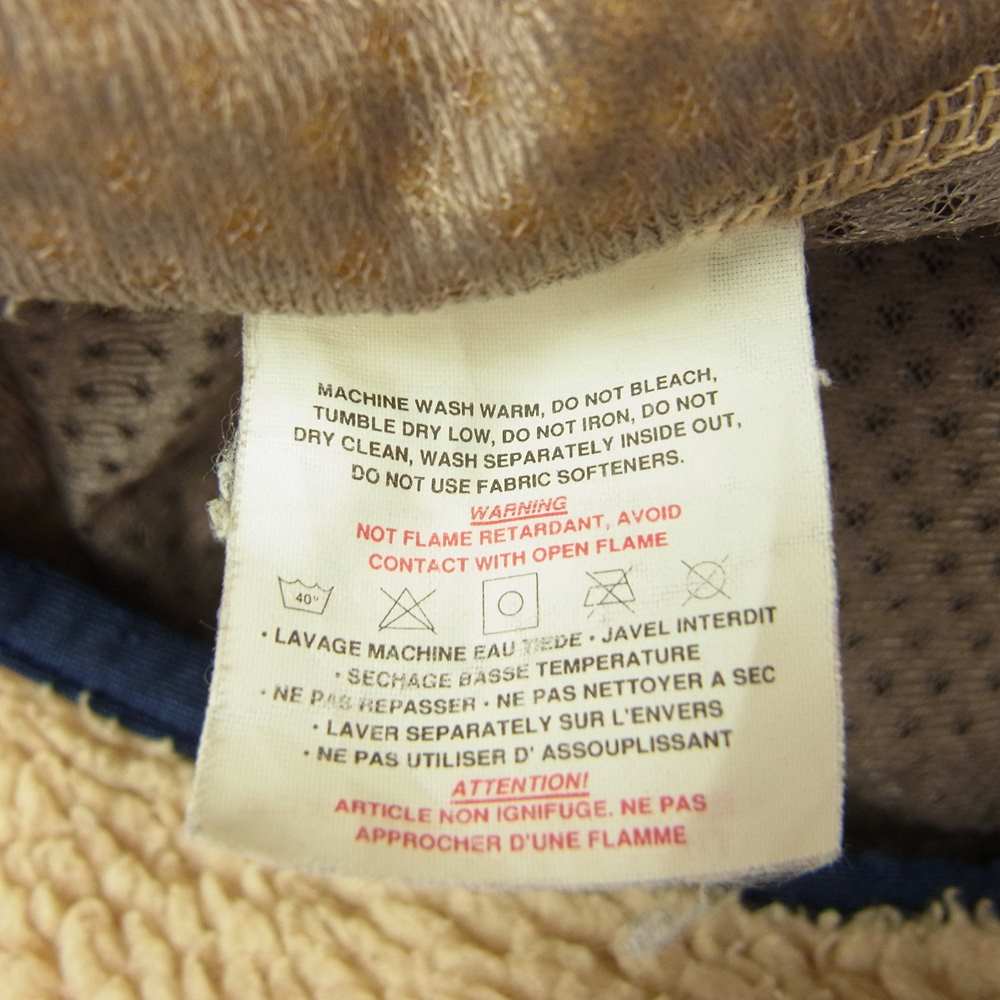 MACHINE WASH WARM, DO NOT BLEACH,
TUMBLE DRY LOW, DO NOT IRON, DO NOT
DRY CLEAN, WASH SEPARATELY INSIDE OUT,
DO NOT USE FABRIC SOFTENERS.
WARNING
NOT FLAME RETARDANT, AVOID
CONTACT WITH OPEN FLAME
40°
• LAVAGE MACHINE EAU TIEDE • JAVEL INTERDIT
• SECHAGE BASSE TEMPERATURE
• NE PAS REPASSER • NE PAS NETTOYER A SEC
• LAVER SEPARATELY SUR L'ENVERS
• NE PAS UTILISER D' ASSOUPLISSANT
ATTENTION!
ARTICLE NON IGNIFUGE. NE PAS
APPROCHER D'UNE FLAMME